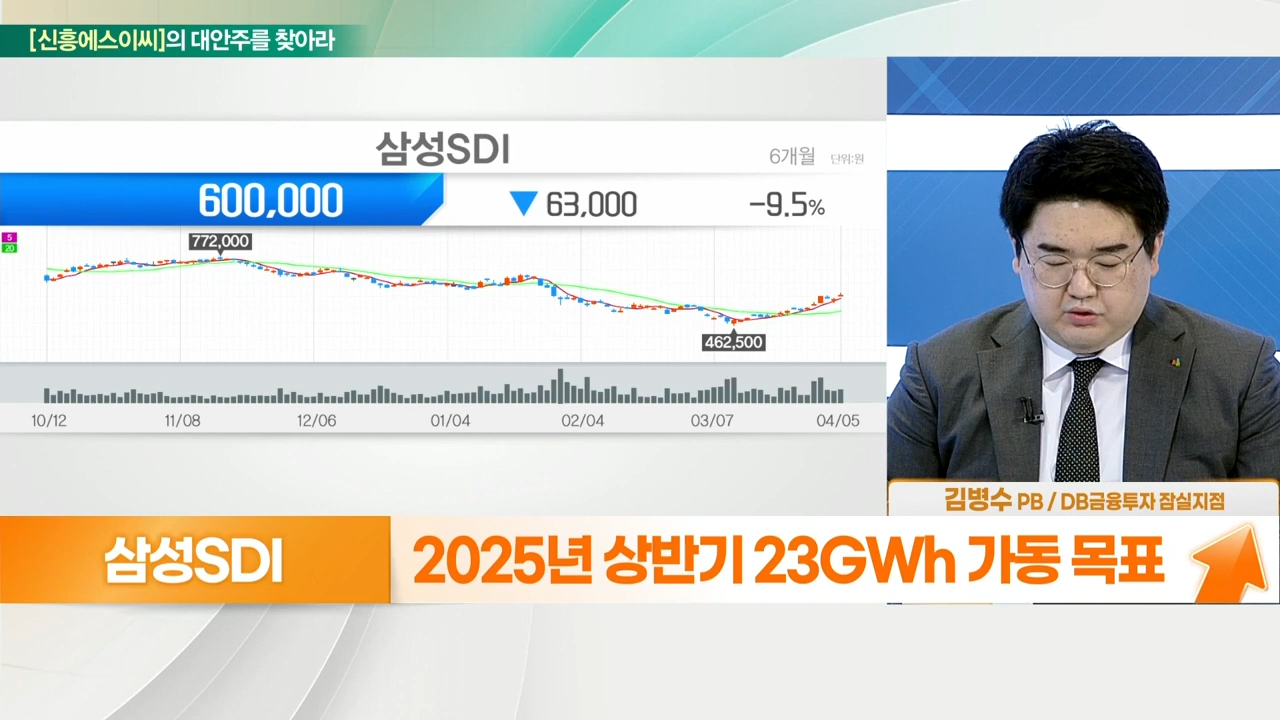 [신흥에스이씨]의 대안주를 찾아라
삼성SDI
6개월 단위:원
600,000 ▼ 63,000 -9.5%
5
20
772,000
462,500
10/12 11/08 12/06 01/04 02/04 03/07 04/05
김병수 PB / DB금융투자 잠실지점
삼성SDI
2025년 상반기 23GWh 가동 목표